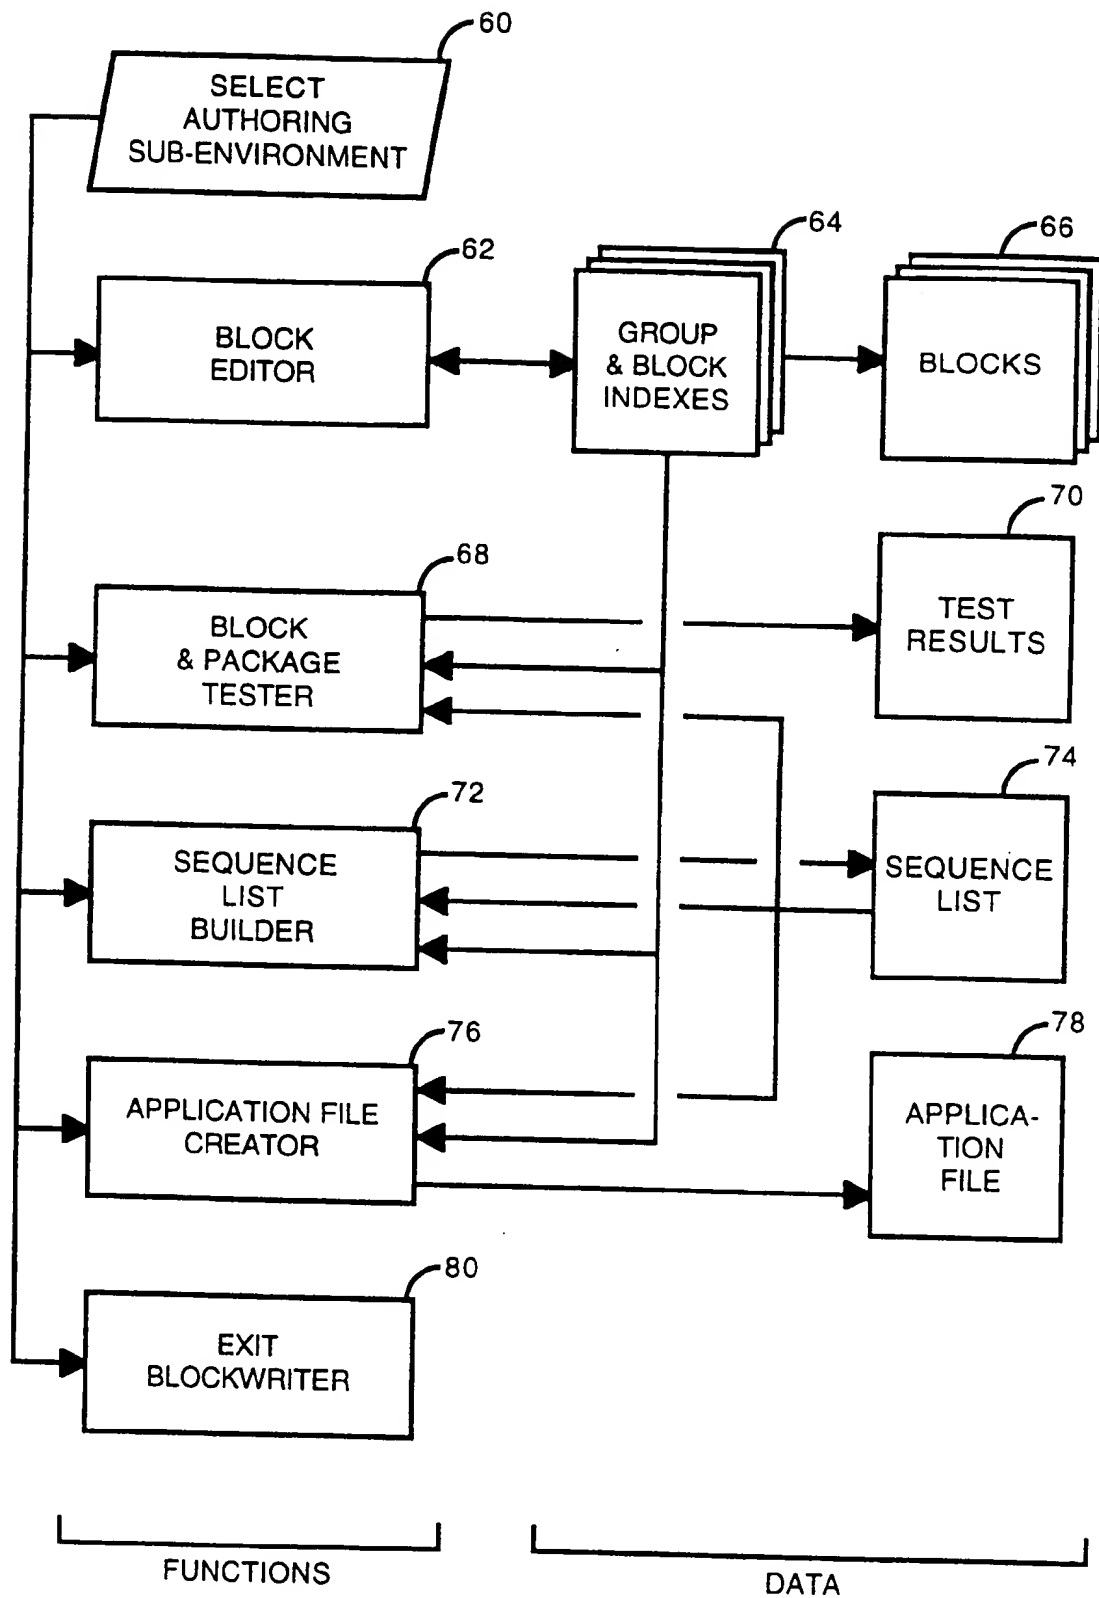 60
SELECT
AUTHORING
SUB-ENVIRONMENT
62
BLOCK
EDITOR
64
GROUP
& BLOCK
INDEXES
66
BLOCKS
68
BLOCK
& PACKAGE
TESTER
70
TEST
RESULTS
72
SEQUENCE
LIST
BUILDER
74
SEQUENCE
LIST
76
APPLICATION FILE
CREATOR
78
APPLICA-
TION
FILE
80
EXIT
BLOCKWRITER
FUNCTIONS
DATA